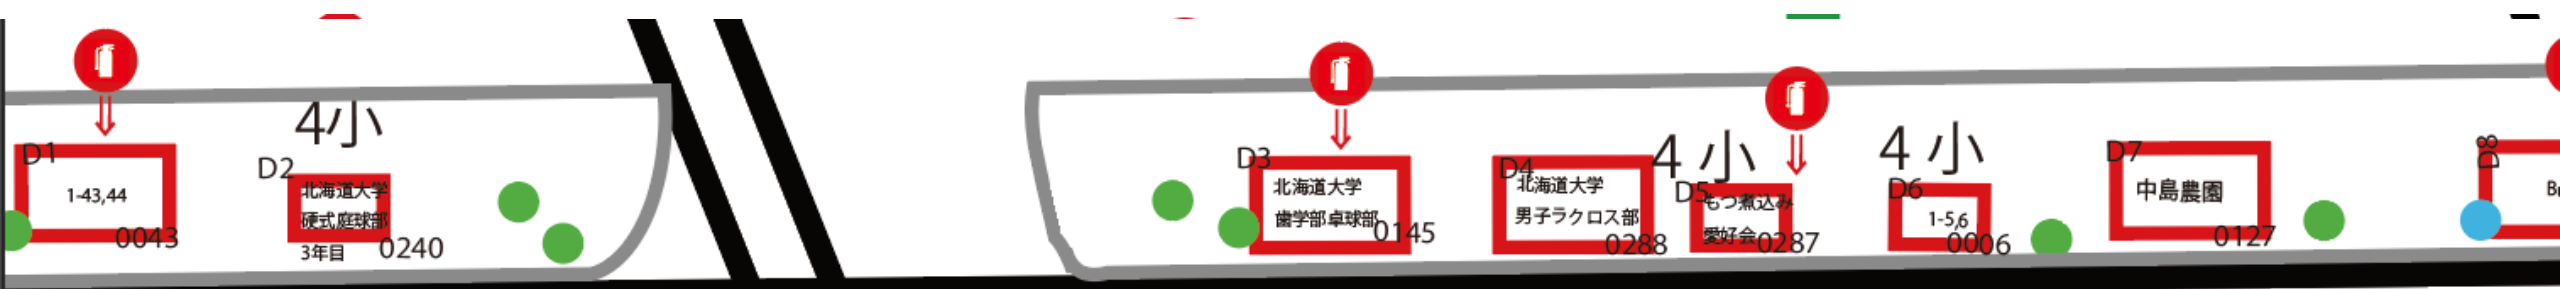 D1
1-43,44
0043
4小
D2
北海道大学
硬式庭球部
3年目
0240
D3
北海道大学
歯学部卓球部
0145
D4
北海道大学
男子ラクロス部
0288
4小
D5
もつ煮込み
愛好会
0287
4小
D6
1-5,6
0006
D7
中島農園
0127
D8